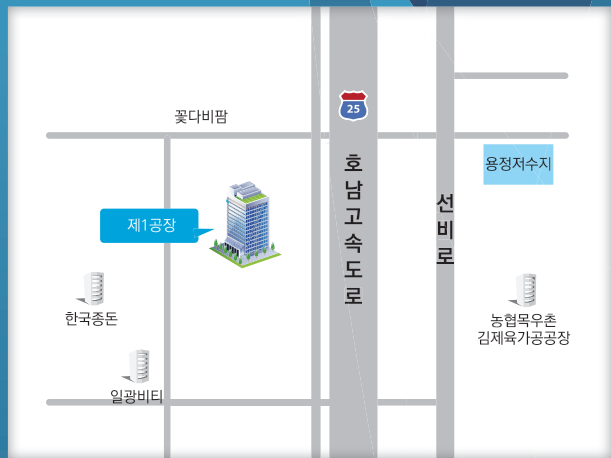 꽃다비팜
25
호남고속도로
용정저수지
선비로
제1공장
한국종돈
농협목우촌
김제육가공공장
일광비티